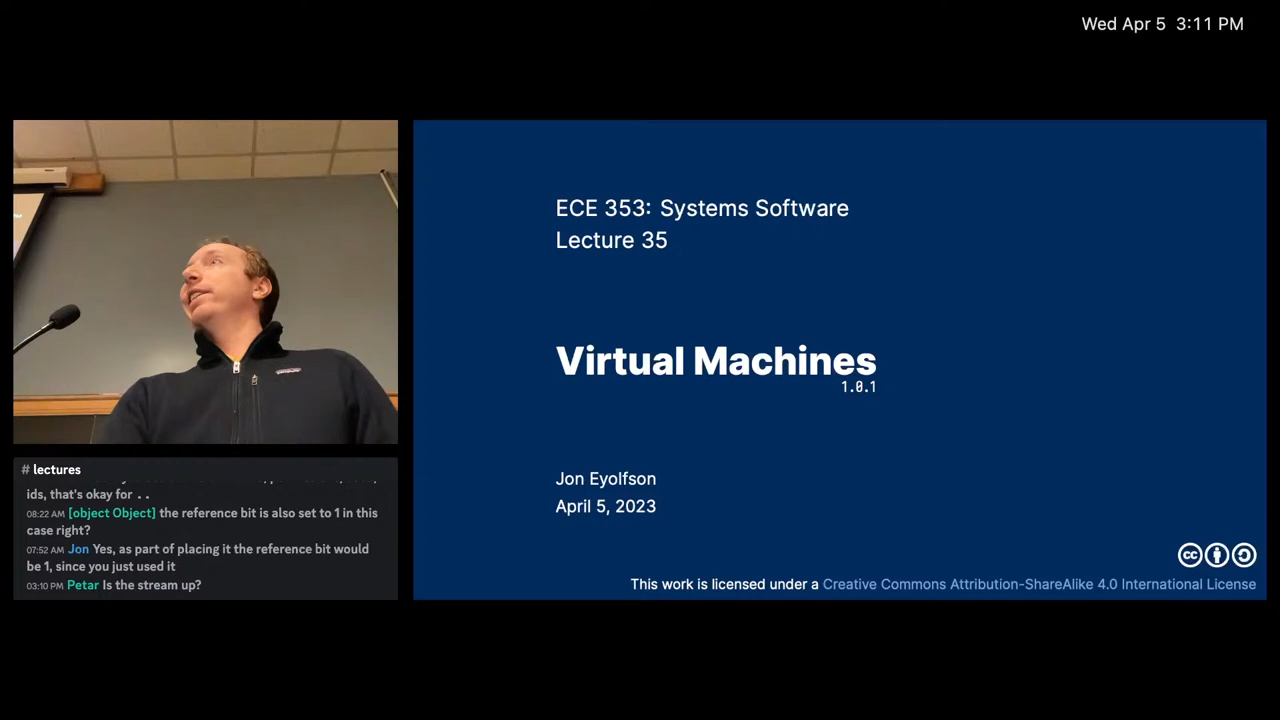 Wed Apr 5 3:11 PM
ECE 353: Systems Software
Lecture 35
Virtual Machines
1.0.1
Jon Eyolfson
April 5, 2023
This work is licensed under a Creative Commons Attribution-ShareAlike 4.0 International License
# lectures
ids, that's okay for . .
08:22 AM [object Object] the reference bit is also set to 1 in this
case right?
07:52 AM Jon Yes, as part of placing it the reference bit would
be 1, since you just used it
03:10 PM Petar Is the stream up?